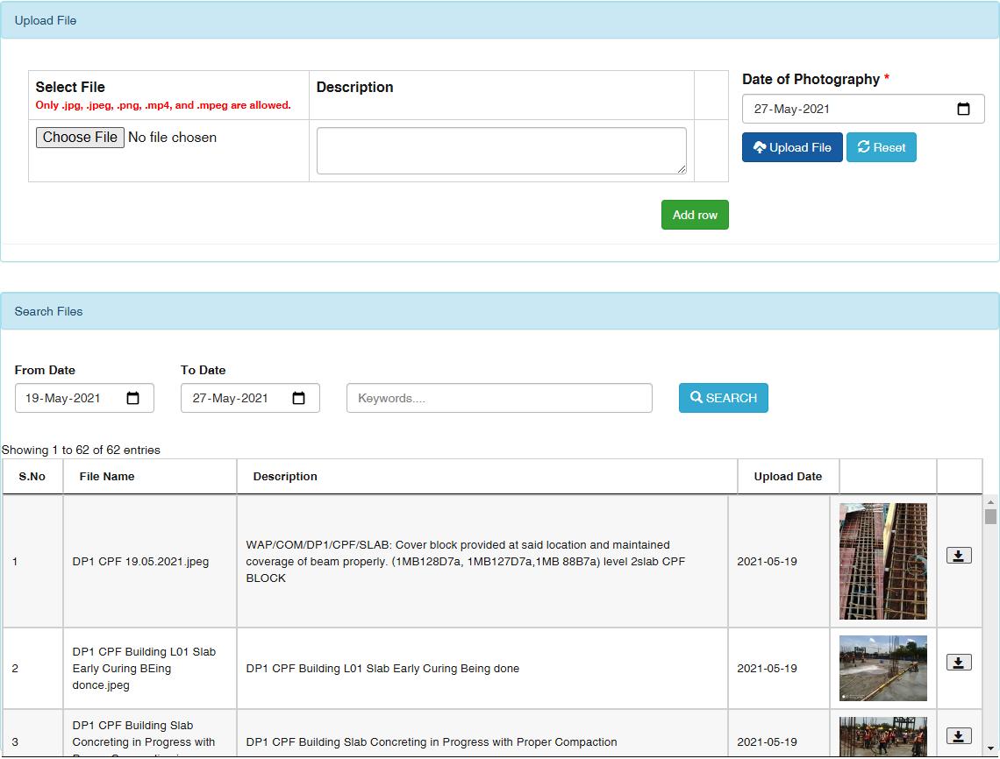 Upload File
Select File
Only .jpg, .jpeg, .png, .mp4, and .mpeg are allowed.
Description
Date of Photography *
27-May-2021
Choose File No file chosen
Upload File
Reset
Add row
Search Files
From Date
To Date
19-May-2021
27-May-2021
Keywords....
SEARCH
Showing 1 to 62 of 62 entries
S.No
File Name
Description
Upload Date
1
DP1 CPF 19.05.2021.jpeg
WAP/COM/DP1/CPF/SLAB: Cover block provided at said location and maintained
coverage of beam properly. (1MB128D7a, 1MB127D7a,1MB 88B7a) level 2slab CPF
BLOCK
2021-05-19
2
DP1 CPF Building L01 Slab
Early Curing BEing
donce.jpeg
DP1 CPF Building L01 Slab Early Curing Being done
2021-05-19
3
DP1 CPF Building Slab
Concreting in Progress with
DP1 CPF Building Slab Concreting in Progress with Proper Compaction
2021-05-19